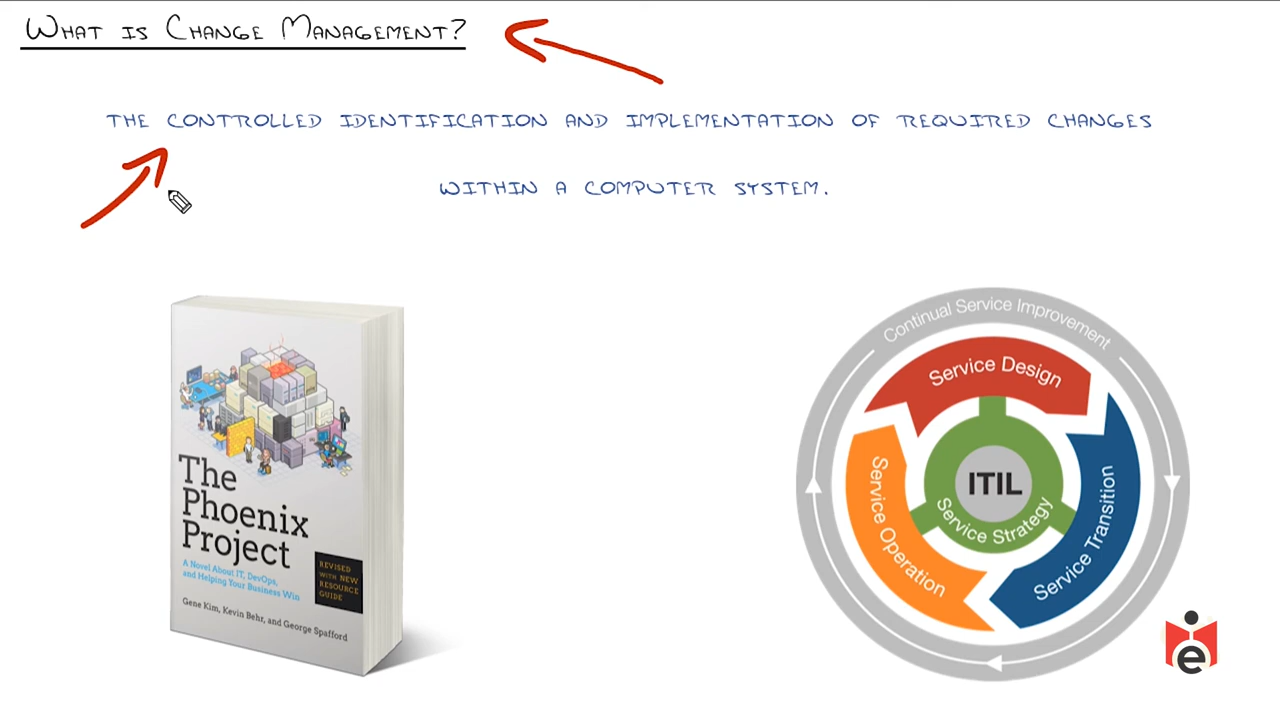 What is Change Management?
THE CONTROLLED IDENTIFICATION AND IMPLEMENTATION OF REQUIRED CHANGES
WITHIN A COMPUTER SYSTEM.
The
Phoenix
Project
A Novel About IT, DevOps,
and Helping Your Business Win
REVISED
WITH NEW
RESOURCE
GUIDE
Gene Kim, Kevin Behr, and George Spafford
Continual Service Improvement
Service Design
ITIL
Service Strategy
Service Operation
Service Transition
e